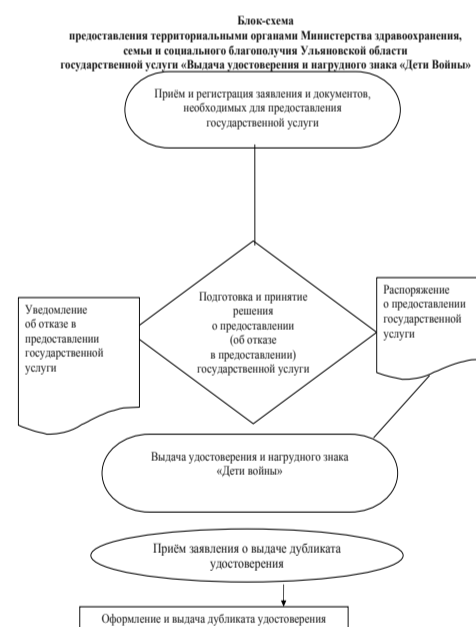 Блок-схема
предоставления территориальными органами Министерства здравоохранения,
семьи и социального благополучия Ульяновской области
государственной услуги «Выдача удостоверения и нагрудного знака «Дети Войны»
Приём и регистрация заявления и документов,
необходимых для предоставления
государственной услуги
Подготовка и принятие
решения
о предоставлении
(об отказе
в предоставлении)
государственной услуги
Уведомление
об отказе в
предоставлении
государственной
услуги
Распоряжение
о предоставлении
государственной
услуги
Выдача удостоверения и нагрудного знака
«Дети войны»
Приём заявления о выдаче дубликата
удостоверения
Оформление и выдача дубликата удостоверения